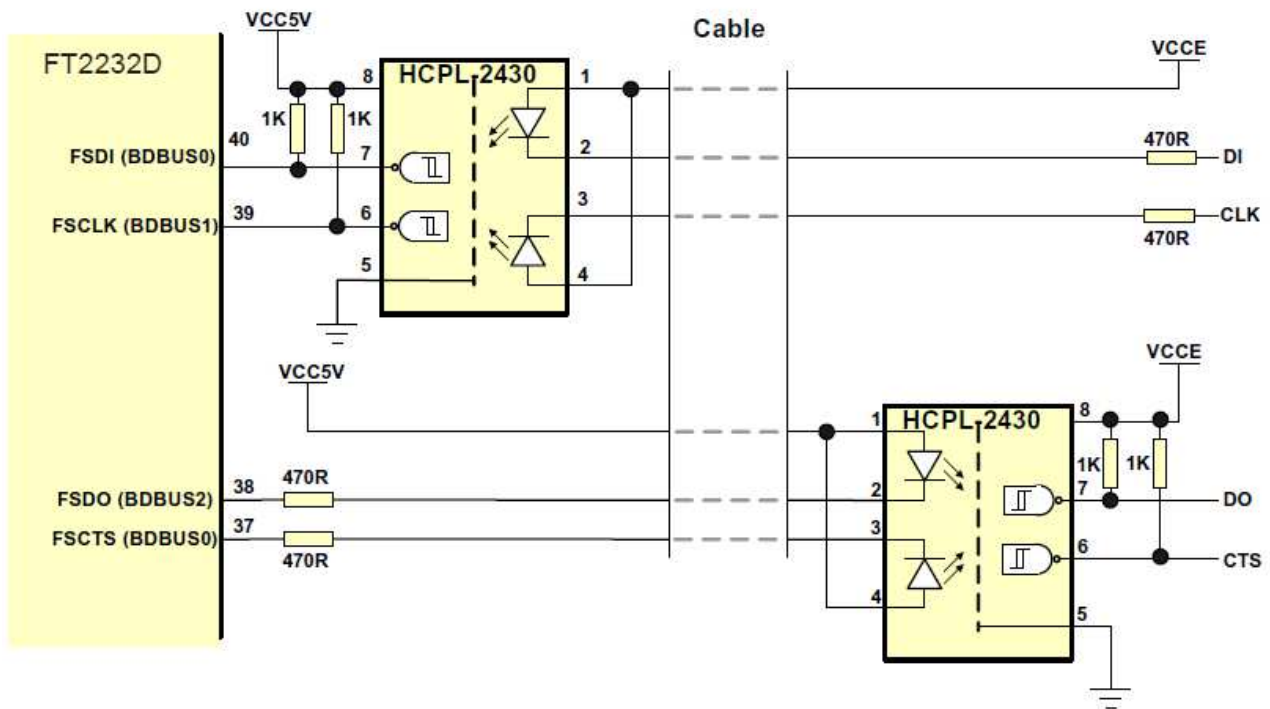 VCC5V
Cable
VCCE
FT2232D
8
HCPL-2430
1
1K
1K
40
FSDI (BDBUS0)
7
2
470R
DI
39
FSCLK (BDBUS1)
6
3
CLK
470R
5
4
VCC5V
VCCE
1
HCPL-2430
8
1K
1K
38
470R
FSDO (BDBUS2)
2
7
DO
37
FSCTS (BDBUS0)
470R
3
6
CTS
4
5